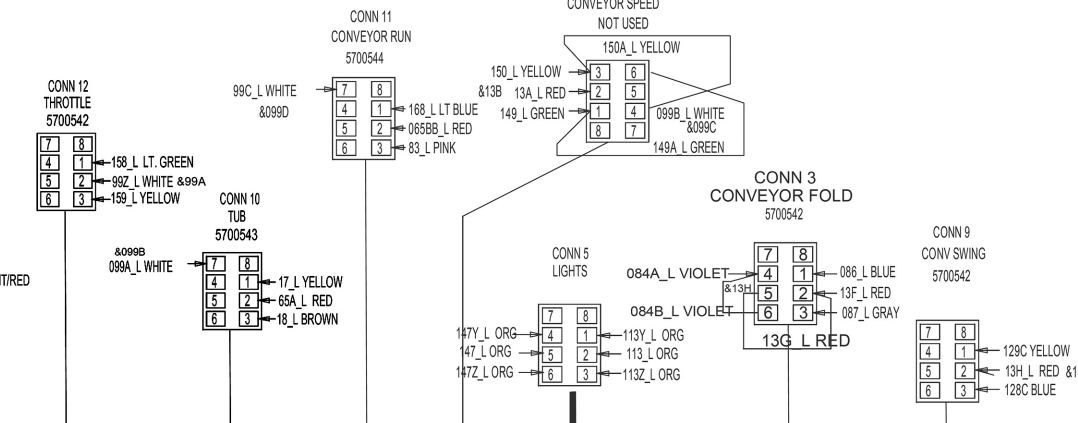 CONN 12
THROTTLE
5700542
7 8
4 1 158_L LT. GREEN
5 2 99Z_L WHITE &99A
6 3 159_L YELLOW
CONN 10
TUB
5700543
&099B
099A_L WHITE 7 8
4 1 17_L YELLOW
5 2 65A_L RED
6 3 18_L BROWN
CONN 11
CONVEYOR RUN
5700544
99C_L WHITE 7 8
&099D
4 1 168_L LT BLUE
5 2 065BB_L RED
6 3 83_L PINK
CONVEYOR SPEED
NOT USED
150A_L YELLOW
150_L YELLOW 3 6
&13B 13A_L RED 2 5
149_L GREEN 1 4 099B_L WHITE
&099C
8 7
149A_L GREEN
CONN 5
LIGHTS
7 8
147Y_L ORG 4 1 113Y_L ORG
147_L ORG 5 2 113_L ORG
147Z_L ORG 6 3 113Z_L ORG
CONN 3
CONVEYOR FOLD
5700542
7 8
084A_L VIOLET 4 1 086_L BLUE
&13H 5 2 13F_L RED
084B_L VIOLET 6 3 087_L GRAY
13G_L RED
CONN 9
CONV SWING
5700542
7 8
4 1 129C YELLOW
5 2 13H_L RED &1
6 3 128C BLUE
T/RED